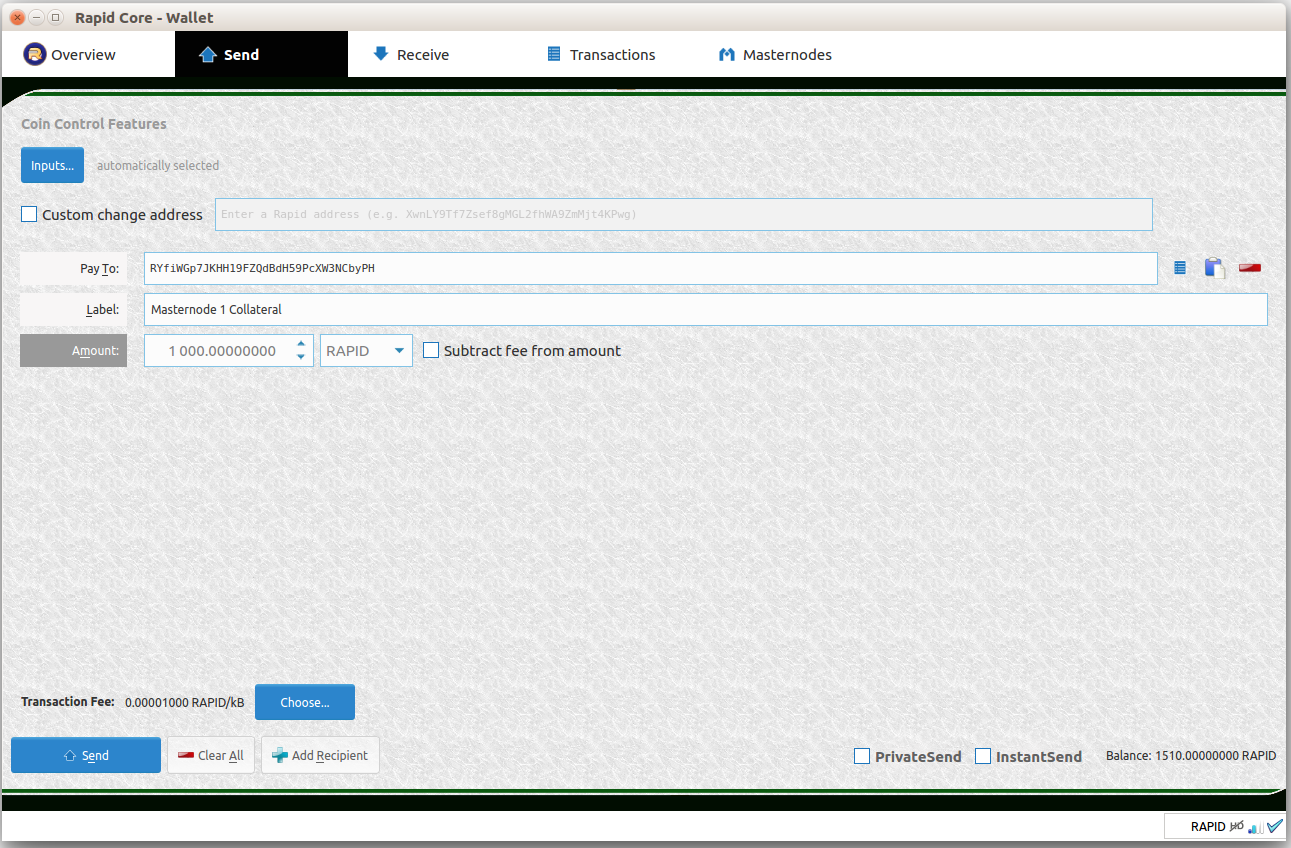 Rapid Core - Wallet
Overview Send Receive Transactions Masternodes
Coin Control Features
Inputs... automatically selected
Custom change address Enter a Rapid address (e.g. XwnLY9Tf7Zsef8gMGL2fhWA9ZmMjt4KPwg)
Pay To: RYfiWGp7JKHH19FZQdBdH59PcXW3NCbyPH
Label: Masternode 1 Collateral
Amount: 1 000.00000000 RAPID Subtract fee from amount
Transaction Fee: 0.00001000 RAPID/kB Choose...
Send Clear All Add Recipient PrivateSend InstantSend Balance: 1510.00000000 RAPID
RAPID HD